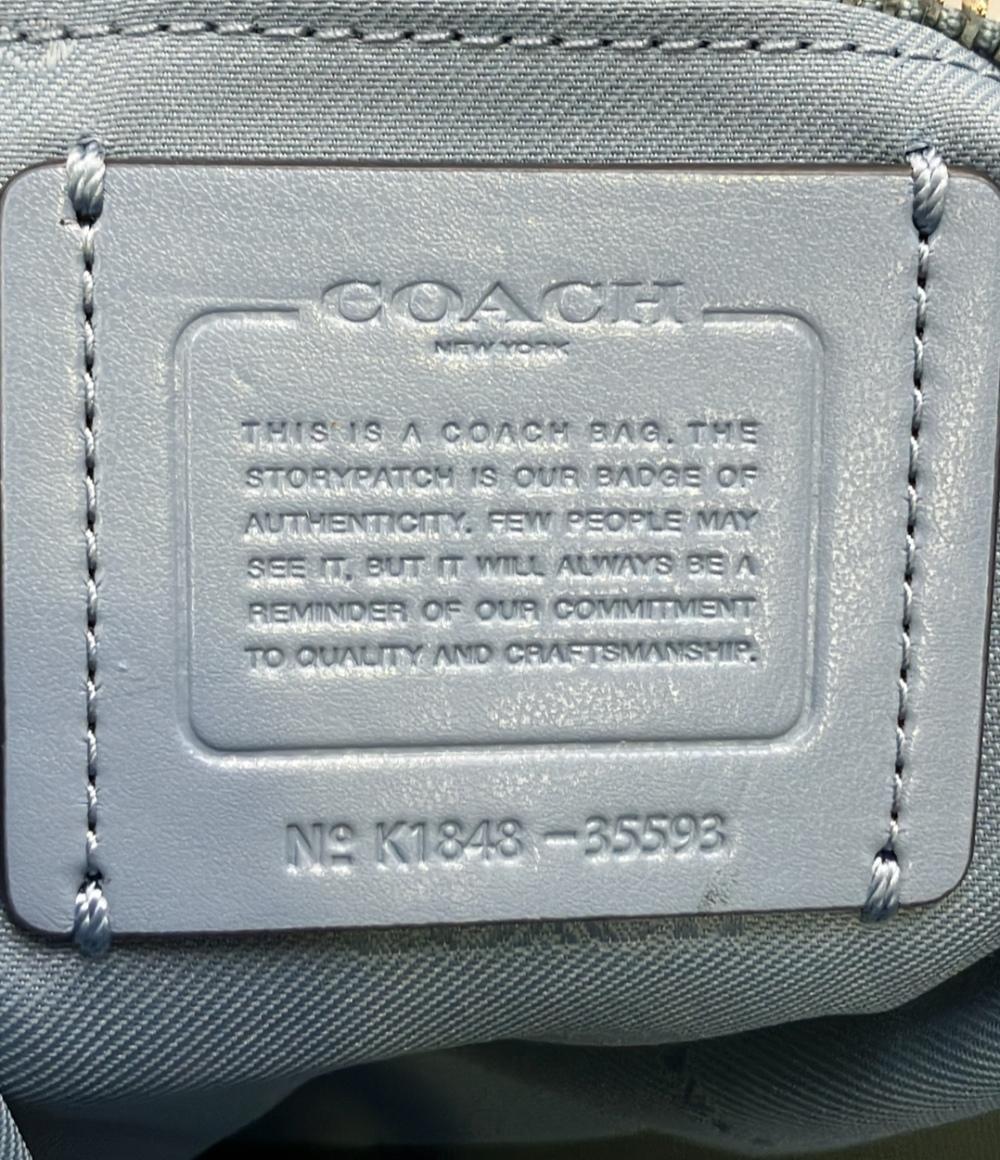 COACH
NEW YORK
THIS IS A COACH BAG. THE
STORYPATCH IS OUR BADGE OF
AUTHENTICITY. FEW PEOPLE MAY
SEE IT, BUT IT WILL ALWAYS BE A
REMINDER OF OUR COMMITMENT
TO QUALITY AND CRAFTSMANSHIP.
Nº K1848 -35593